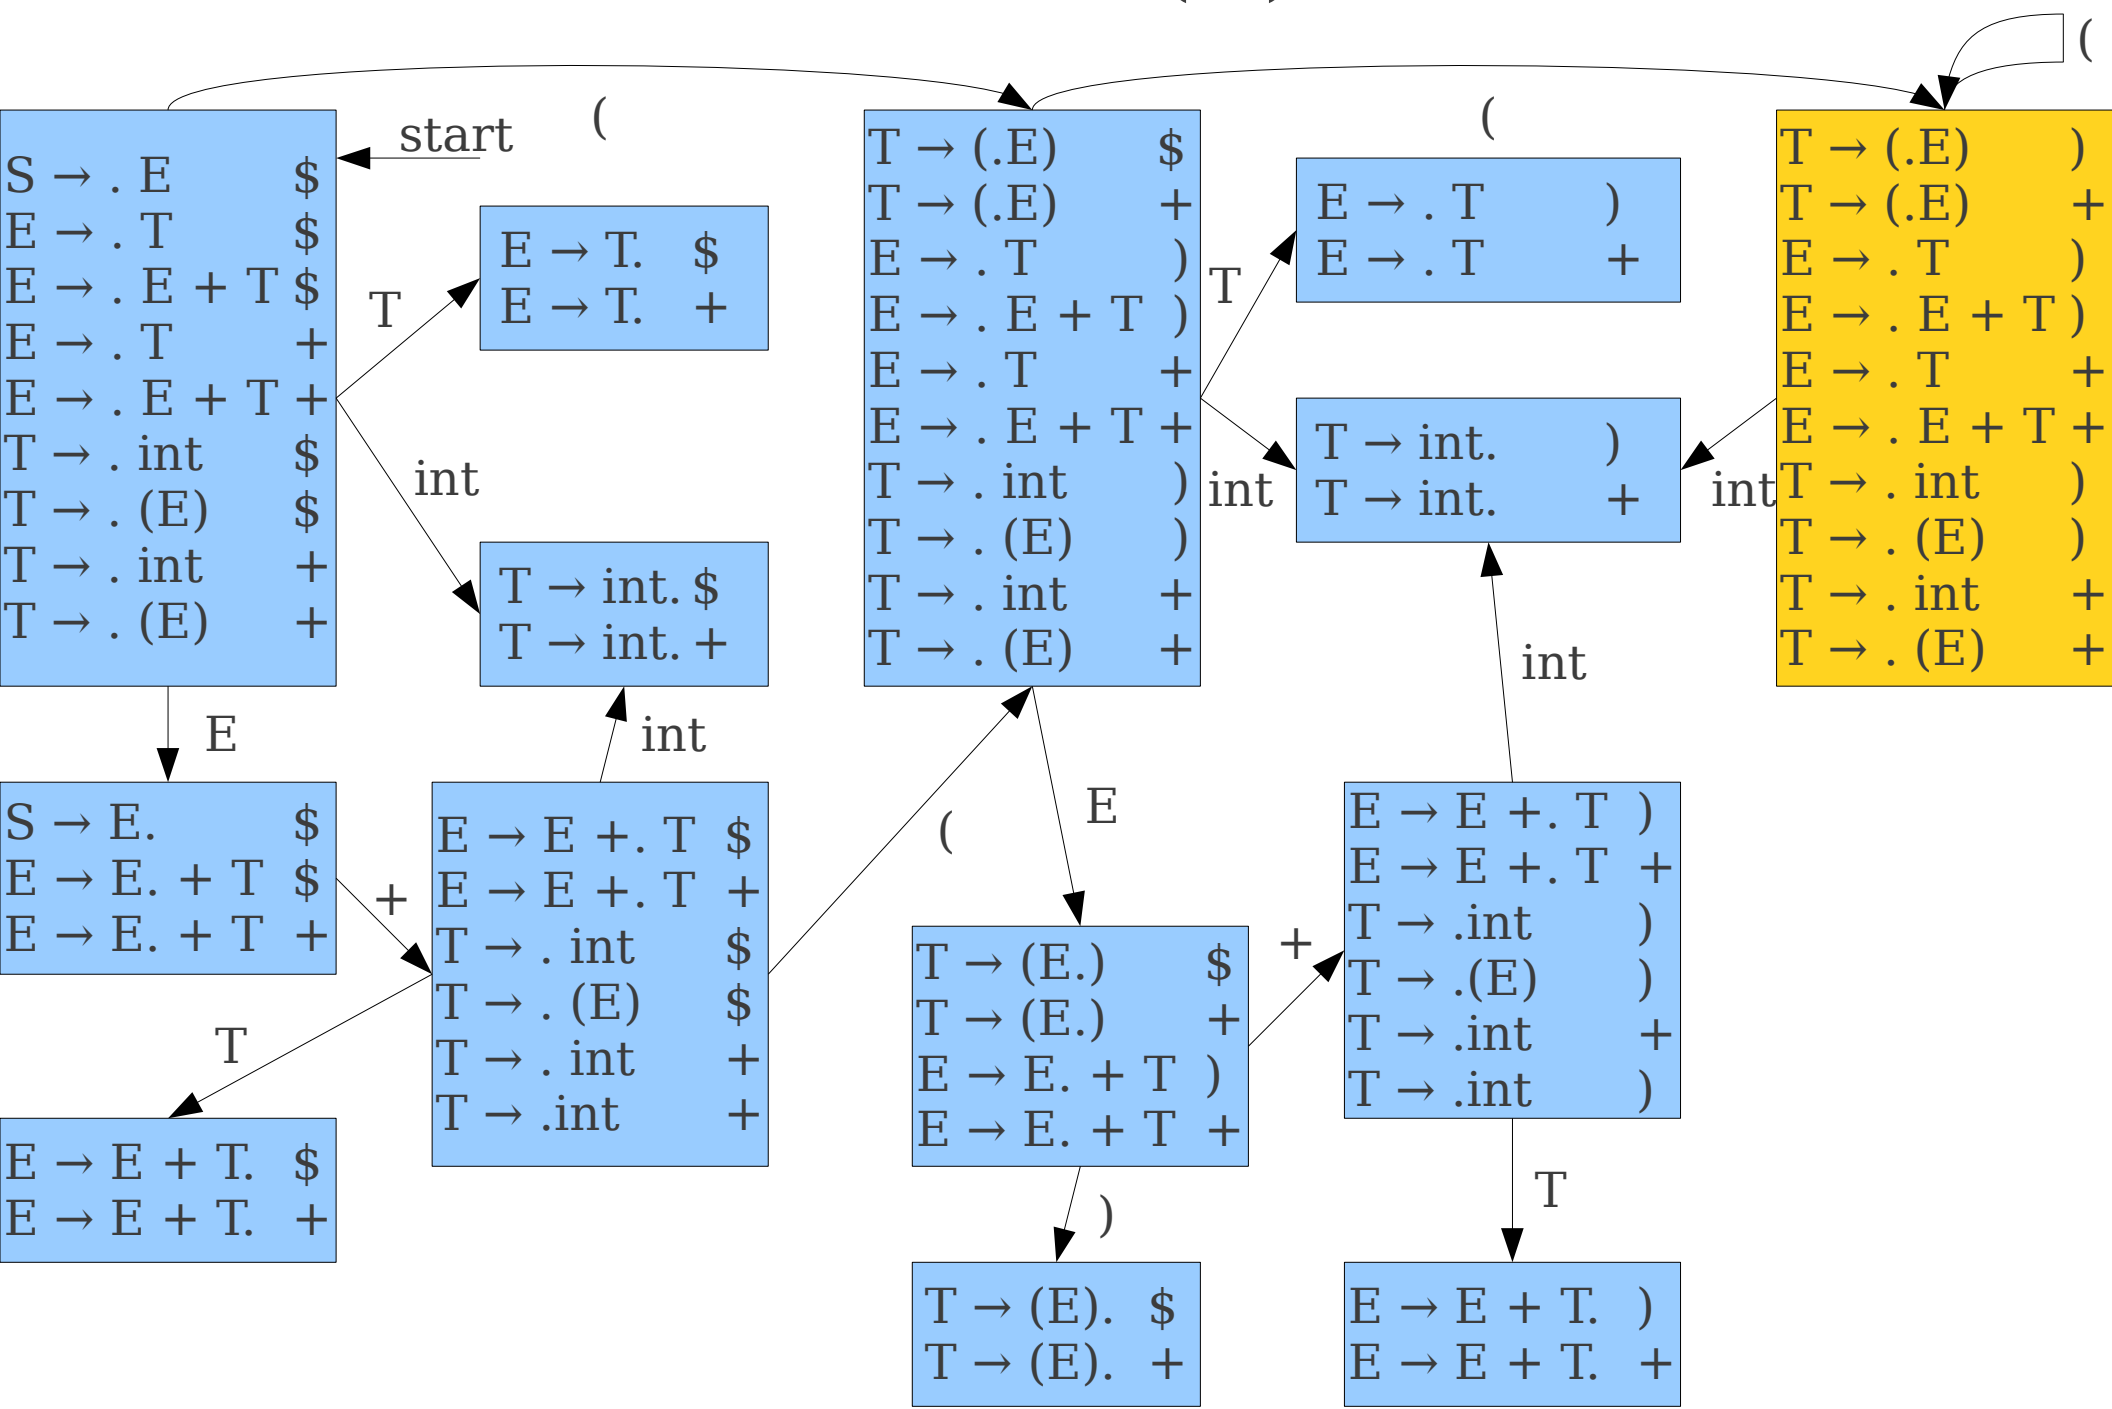 (
start
(
(
S → . E $
E → . T $
E → . E + T $
E → . T +
E → . E + T +
T → . int $
T → . (E) $
T → . int +
T → . (E) +
T
E → T. $
E → T. +
int
T → int. $
T → int. +
T → (.E) $
T → (.E) +
E → . T )
E → . E + T )
E → . T +
E → . E + T +
T → . int )
T → . (E) )
T → . int +
T → . (E) +
T
E → . T )
E → . T +
int
T → int. )
T → int. +
int
T → (.E) )
T → (.E) +
E → . T )
E → . E + T )
E → . T +
E → . E + T +
T → . int )
T → . (E) )
T → . int +
T → . (E) +
E
int
int
S → E. $
E → E. + T $
E → E. + T +
+
E → E +. T $
E → E +. T +
T → . int $
T → . (E) $
T → . int +
T → .int +
(
E
T → (E.) $
T → (E.) +
E → E. + T )
E → E. + T +
+
E → E +. T )
E → E +. T +
T → .int )
T → .(E) )
T → .int +
T → .int )
T
E → E + T. $
E → E + T. +
)
T → (E). $
T → (E). +
T
E → E + T. )
E → E + T. +